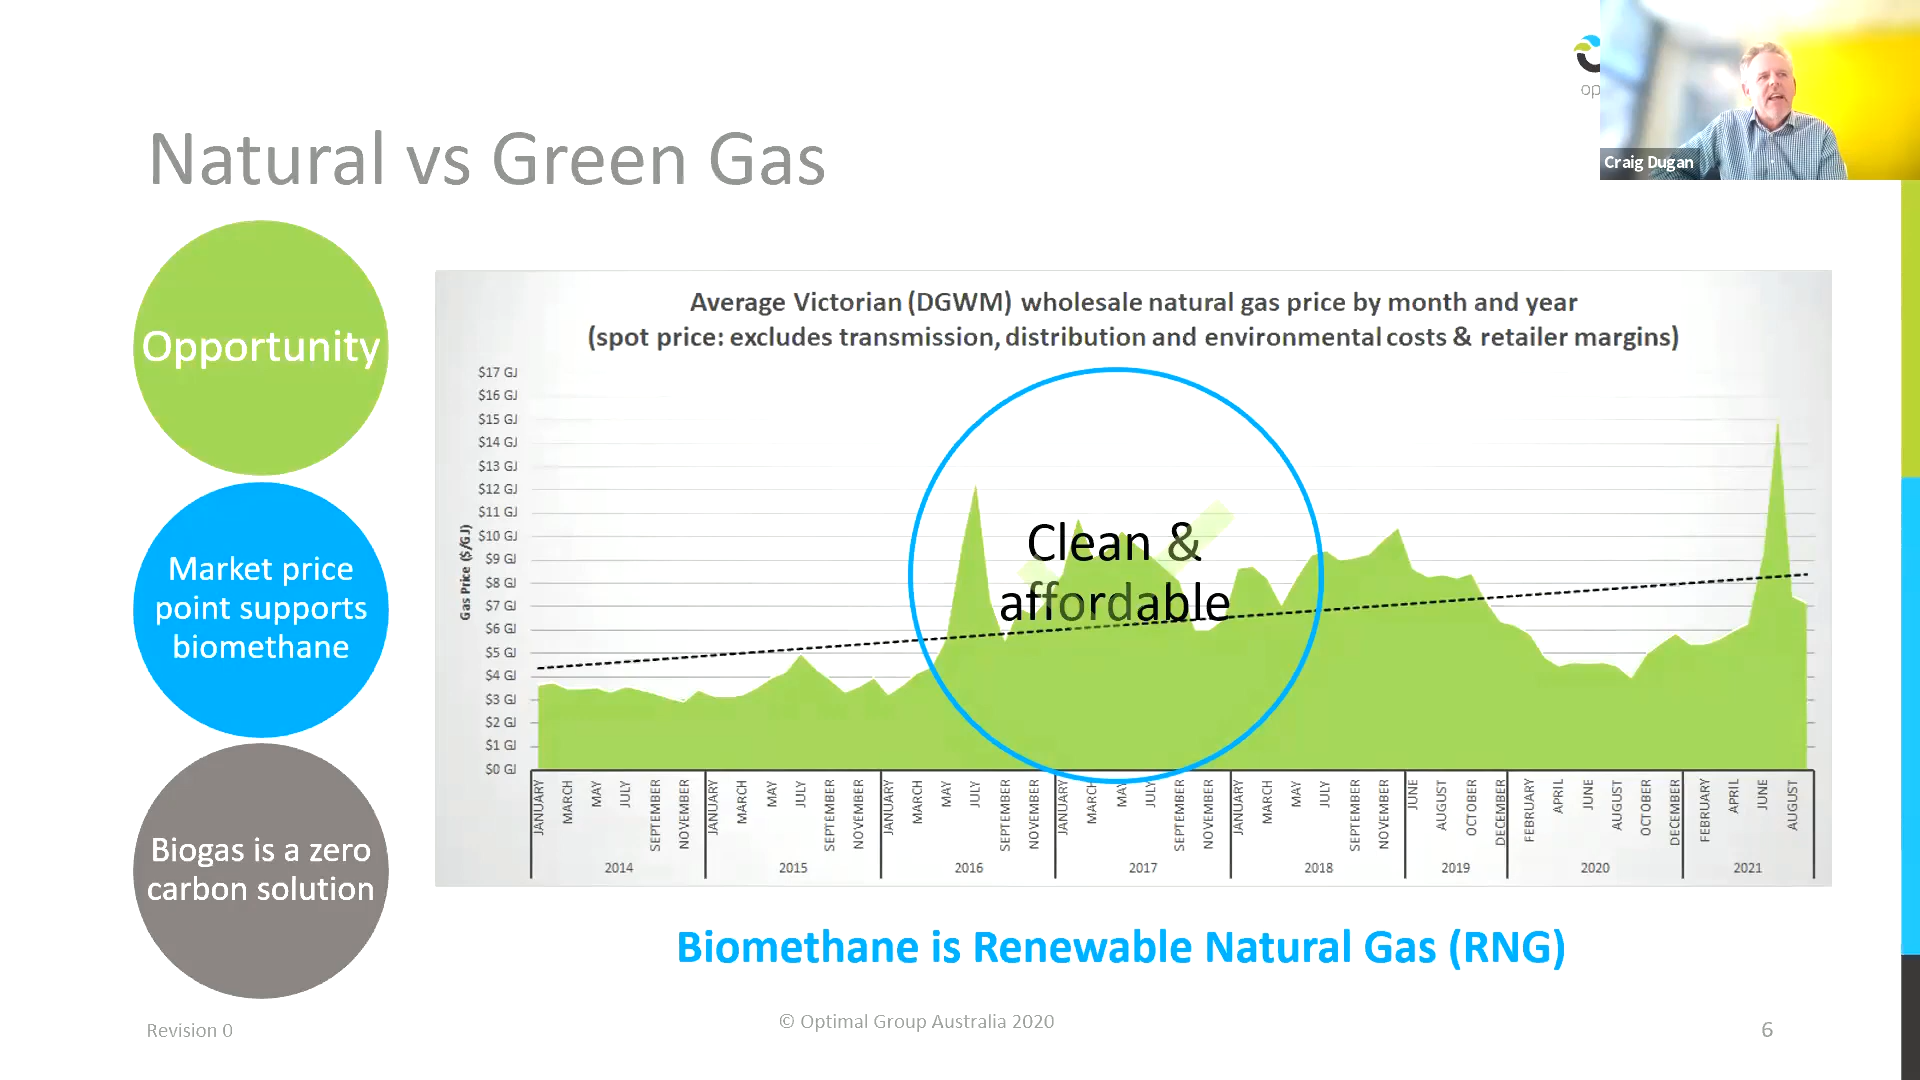 op
Craig Dugan
Natural vs Green Gas
Opportunity
Market price
point supports
biomethane
Biogas is a zero
carbon solution
Average Victorian (DGWM) wholesale natural gas price by month and year
(spot price: excludes transmission, distribution and environmental costs & retailer margins)
Gas Price ($/GJ)
$17 GJ
$16 GJ
$15 GJ
$14 GJ
$13 GJ
$12 GJ
$11 GJ
$10 GJ
$9 GJ
$8 GJ
$7 GJ
$6 GJ
$5 GJ
$4 GJ
$3 GJ
$2 GJ
$1 GJ
$0 GJ
Clean &
affordable
JANUARY MARCH MAY JULY SEPTEMBER NOVEMBER JANUARY MARCH MAY JULY SEPTEMBER NOVEMBER JANUARY MARCH MAY JULY SEPTEMBER NOVEMBER JANUARY MARCH MAY JULY SEPTEMBER NOVEMBER JANUARY MARCH MAY JULY SEPTEMBER NOVEMBER JUNE AUGUST OCTOBER DECEMBER FEBRUARY APRIL JUNE AUGUST OCTOBER DECEMBER FEBRUARY APRIL JUNE AUGUST
2014 2015 2016 2017 2018 2019 2020 2021
Biomethane is Renewable Natural Gas (RNG)
Revision 0
© Optimal Group Australia 2020
6